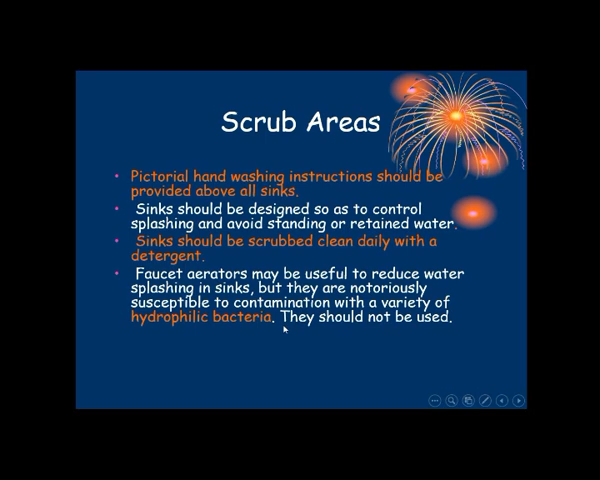 Scrub Areas
• Pictorial hand washing instructions should be
provided above all sinks.
• Sinks should be designed so as to control
splashing and avoid standing or retained water.
• Sinks should be scrubbed clean daily with a
detergent.
• Faucet aerators may be useful to reduce water
splashing in sinks, but they are notoriously
susceptible to contamination with a variety of
hydrophilic bacteria. They should not be used.